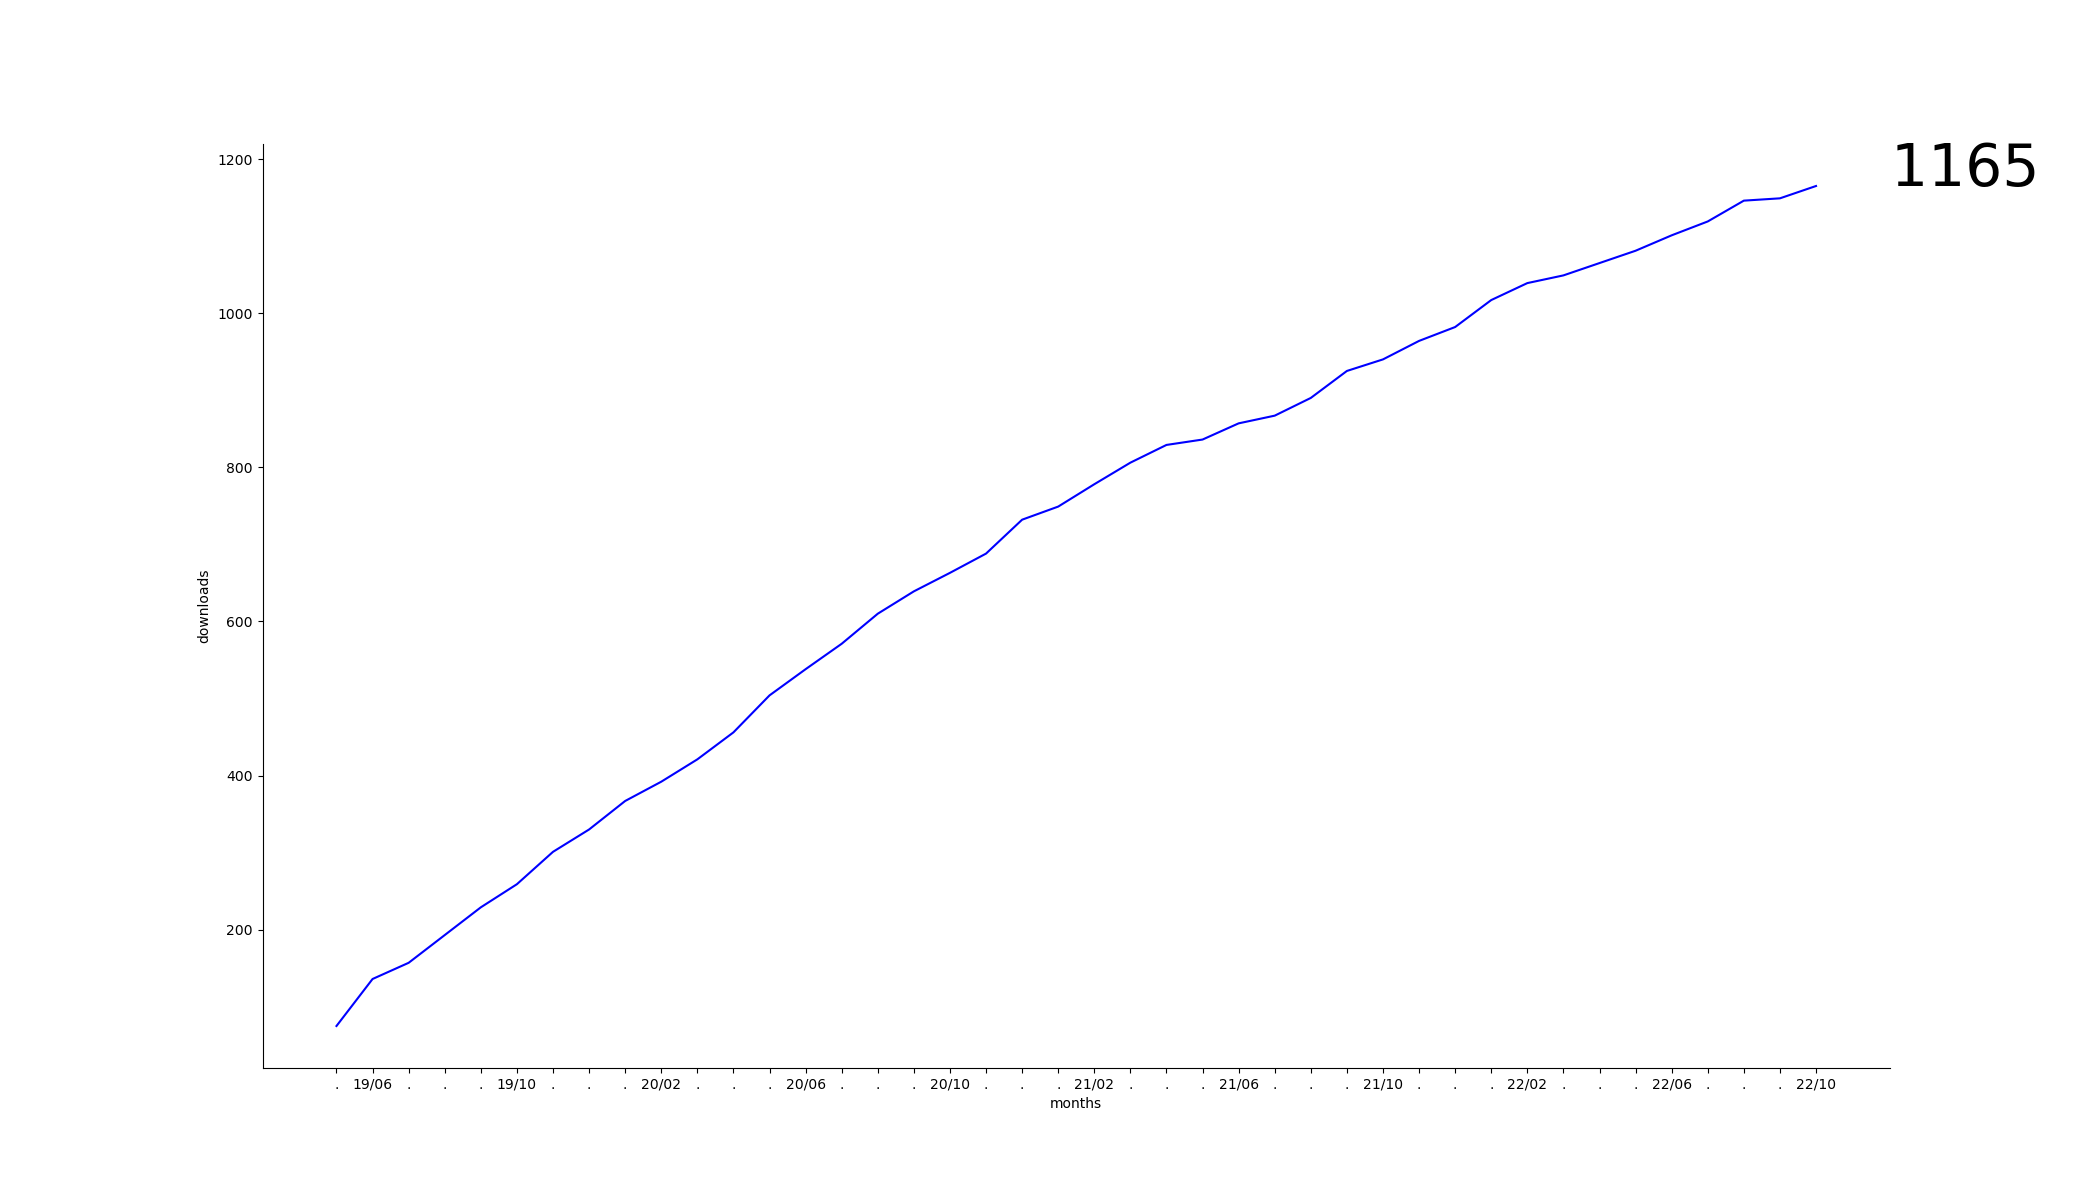 1165
1200
1000
800
600
400
200
downloads
. 19/06 . . . 19/10 . . . 20/02 . . . 20/06 . . . 20/10 . . . 21/02 . . . 21/06 . . . 21/10 . . . 22/02 . . . 22/06 . . . 22/10
months